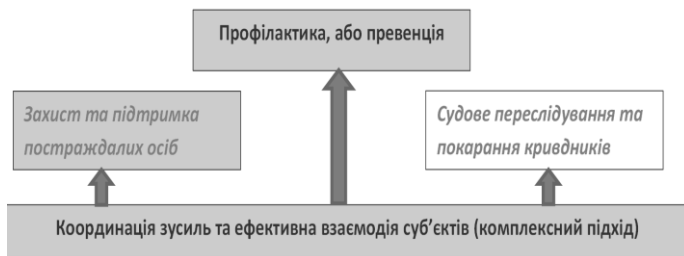 Профілактика, або превенція
Захист та підтримка
постраждалих осіб
Судове переслідування та
покарання кривдників
Координація зусиль та ефективна взаємодія суб’єктів (комплексний підхід)